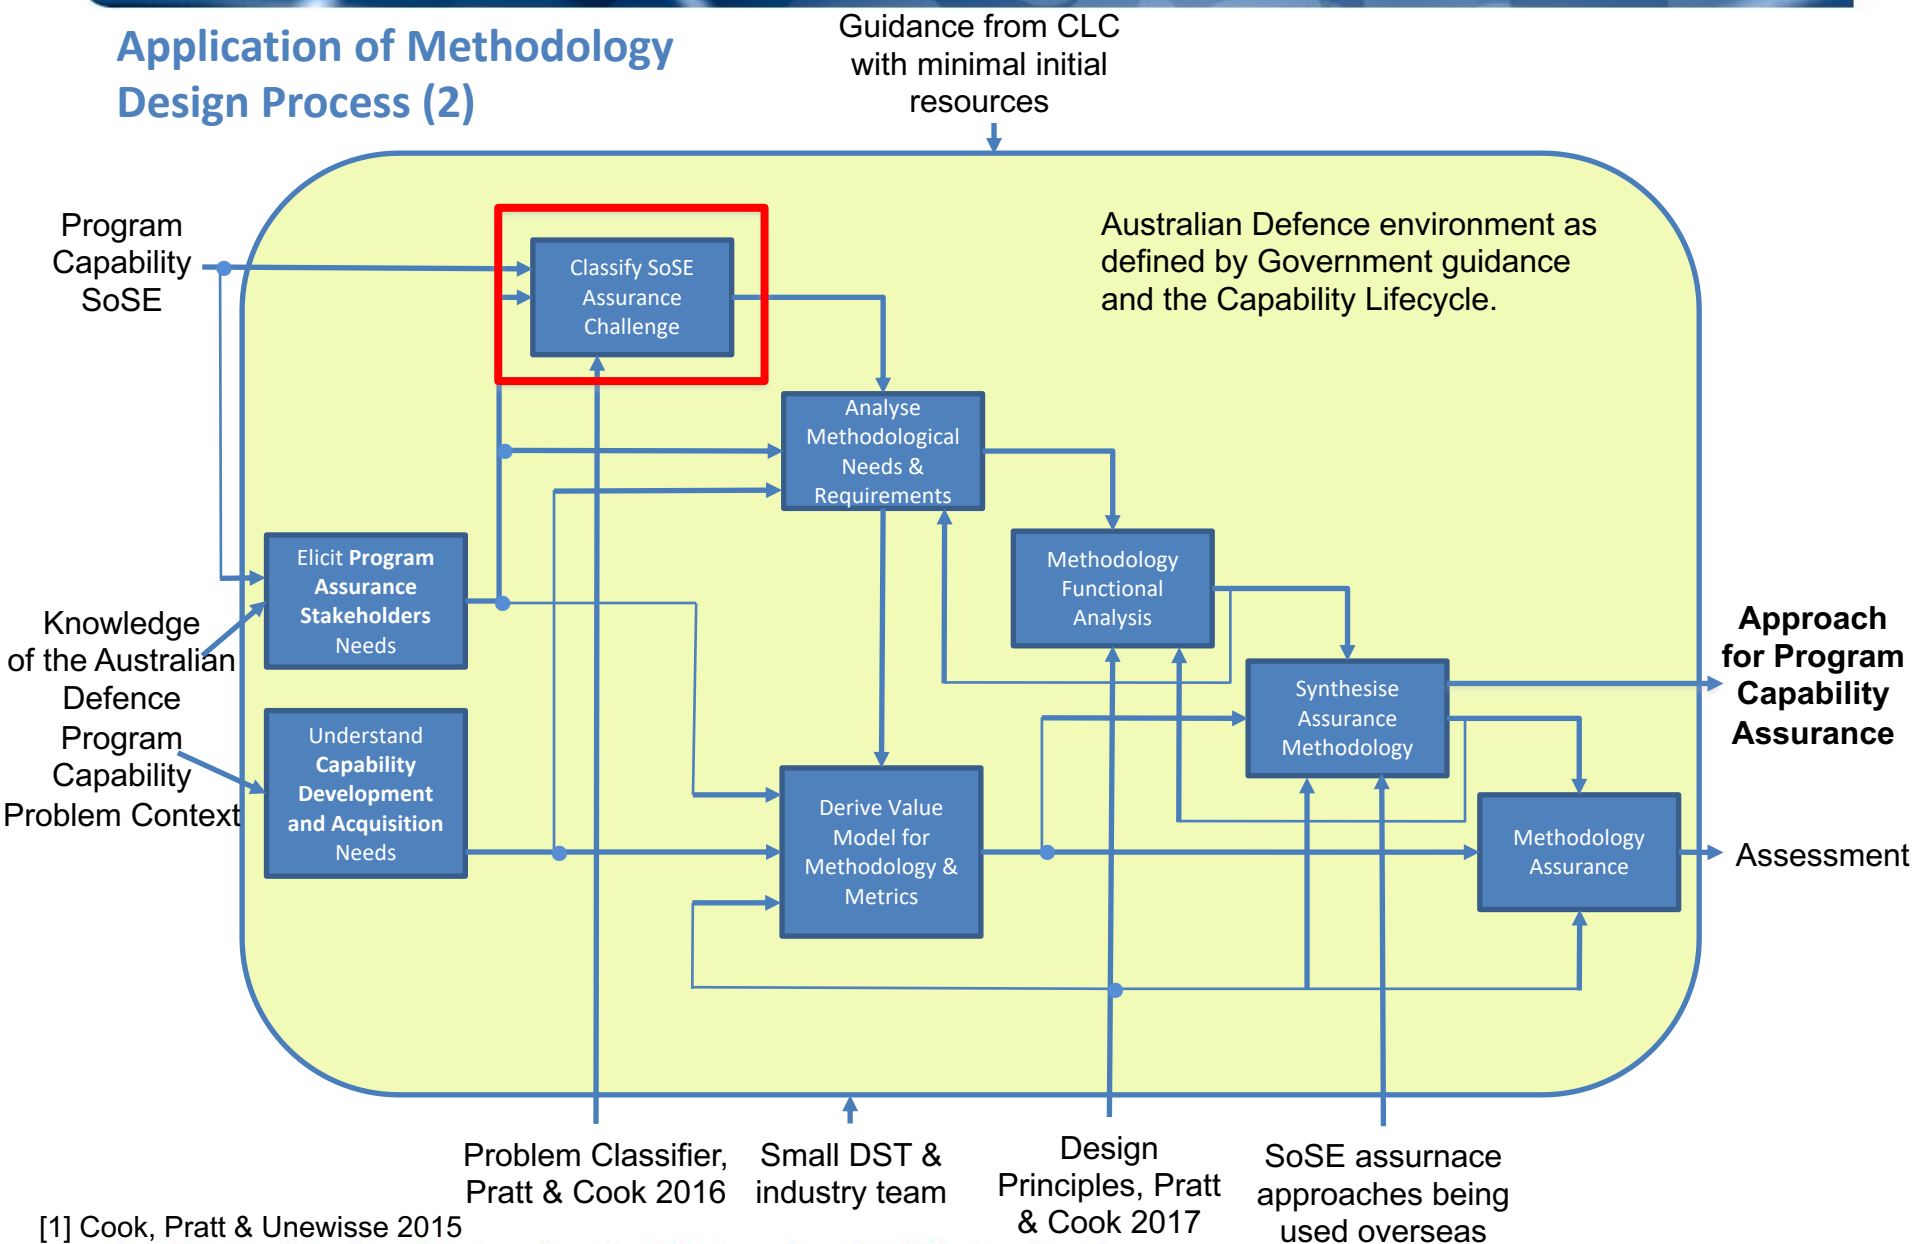 Application of Methodology
Design Process (2)
Guidance from CLC
with minimal initial
resources
Program
Capability
SoSE
Classify SoSE
Assurance
Challenge
Australian Defence environment as
defined by Government guidance
and the Capability Lifecycle.
Analyse
Methodological
Needs &
Requirements
Elicit Program
Assurance
Stakeholders
Needs
Methodology
Functional
Analysis
Knowledge
of the Australian
Defence
Program
Capability
Problem Context
Understand
Capability
Development
and Acquisition
Needs
Synthesise
Assurance
Methodology
Approach
for Program
Capability
Assurance
Derive Value
Model for
Methodology &
Metrics
Methodology
Assurance
Assessment
Problem Classifier,
Pratt & Cook 2016
Small DST &
industry team
Design
Principles, Pratt
& Cook 2017
SoSE assurnace
approaches being
used overseas
[1] Cook, Pratt & Unewisse 2015